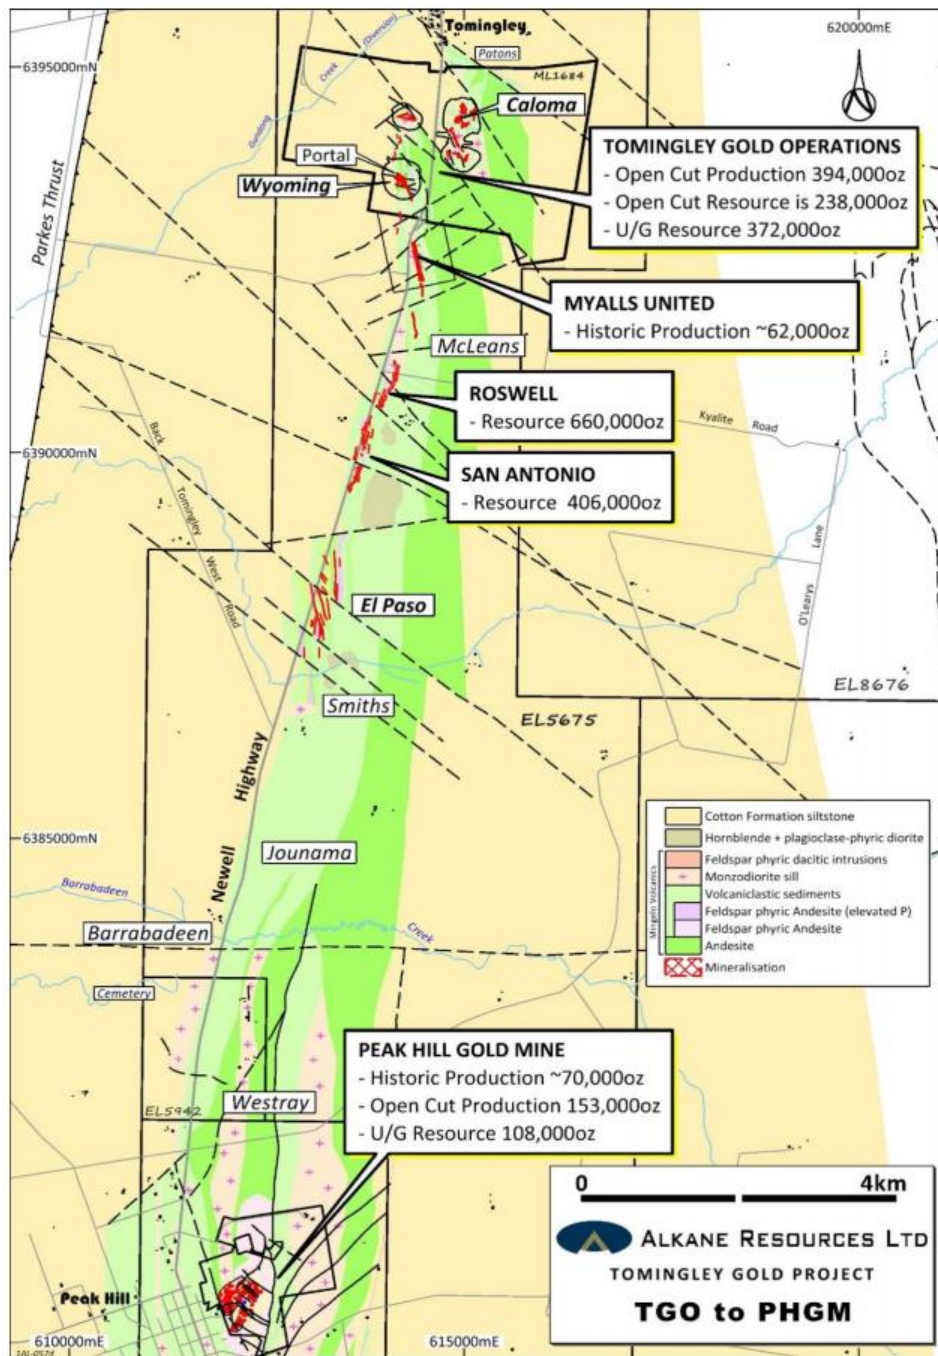 Tomingley
620000mE
6395000mN
Creek (Diversion)
Gundong
Patons
ML1684
Caloma
Portal
Wyoming
Parkes Thrust
TOMINGLEY GOLD OPERATIONS
- Open Cut Production 394,000oz
- Open Cut Resource is 238,000oz
- U/G Resource 372,000oz
MYALLS UNITED
- Historic Production ~62,000oz
McLeans
ROSWELL
- Resource 660,000oz
Kyalite Road
6390000mN
SAN ANTONIO
- Resource 406,000oz
Back
Tomingley
West
Road
O'Learys Lane
El Paso
EL8676
Smiths
EL5675
Newell Highway
6385000mN
Jounama
Cotton Formation siltstone
Hornblende + plagioclase-phyric diorite
Mingelo Volcanics
Feldspar phyric dacitic intrusions
Monzodiorite sill
Volcaniclastic sediments
Feldspar phyric Andesite (elevated P)
Feldspar phyric Andesite
Andesite
Mineralisation
Barrabadeen
Creek
Barrabadeen
Cemetery
PEAK HILL GOLD MINE
- Historic Production ~70,000oz
- Open Cut Production 153,000oz
- U/G Resource 108,000oz
Westray
EL5942
0 4km
ALKANE RESOURCES LTD
TOMINGLEY GOLD PROJECT
TGO to PHGM
Peak Hill
610000mE
615000mE